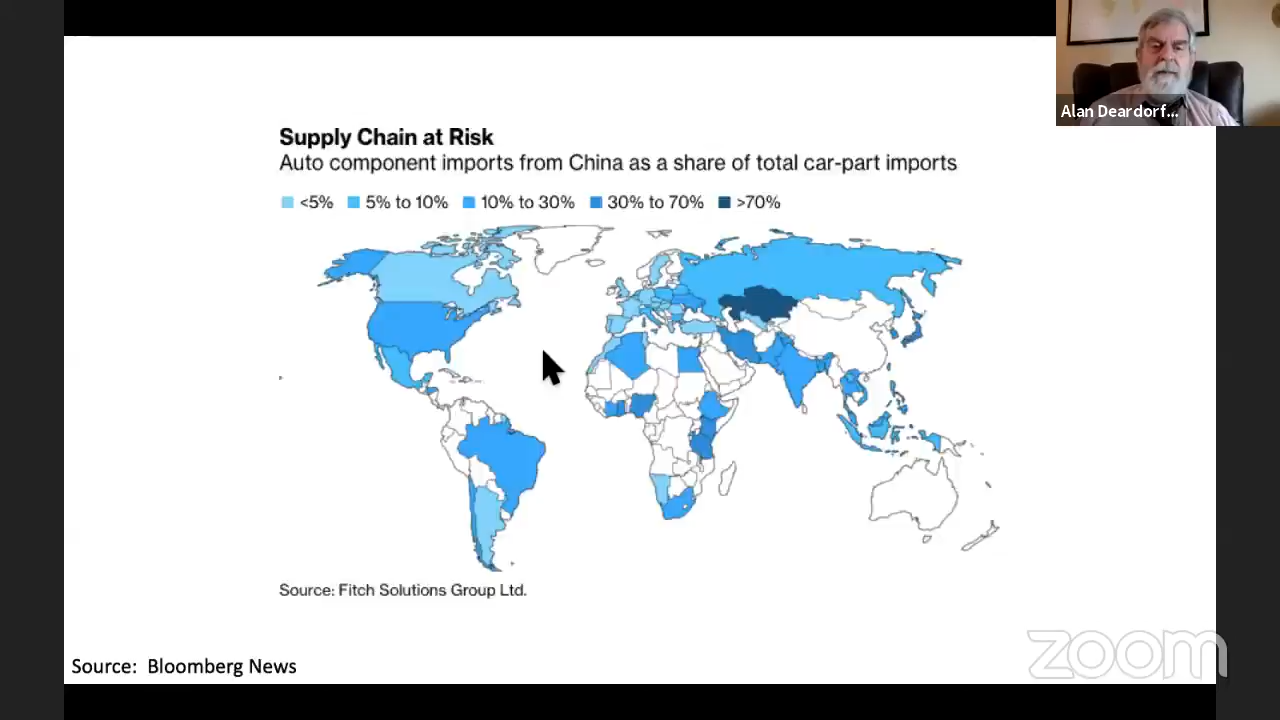 Alan Deardorf...
Supply Chain at Risk
Auto component imports from China as a share of total car-part imports
<5% 5% to 10% 10% to 30% 30% to 70% >70%
Source: Fitch Solutions Group Ltd.
Source: Bloomberg News
zoom